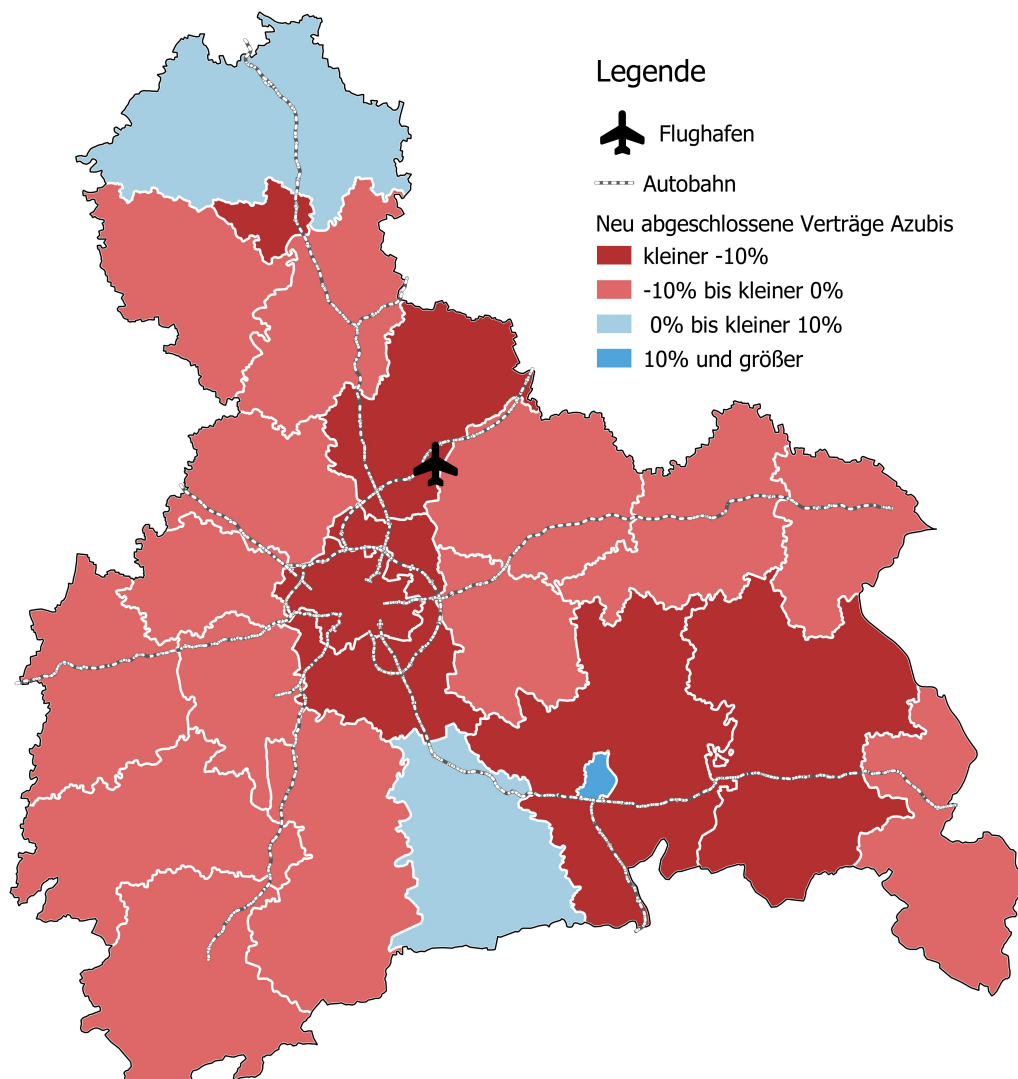 Legende
Flughafen
Autobahn
Neu abgeschlossene Verträge Azubis
kleiner -10%
-10% bis kleiner 0%
0% bis kleiner 10%
10% und größer